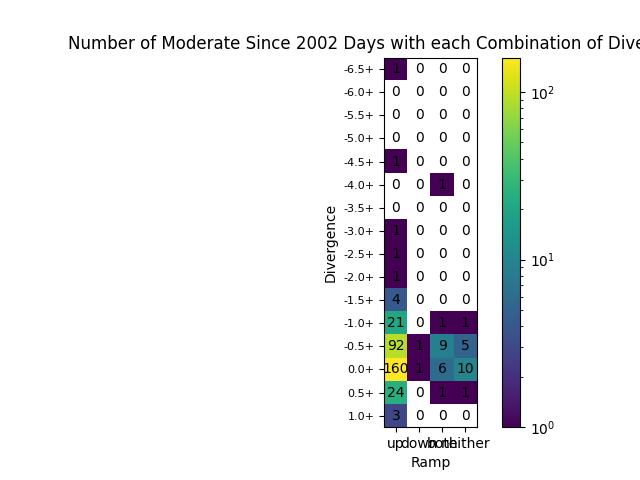 Number of Moderate Since 2002 Days with each Combination of Dive
-6.5+ 1 0 0 0
-6.0+ 0 0 0 0
-5.5+ 0 0 0 0
-5.0+ 0 0 0 0
-4.5+ 1 0 0 0
-4.0+ 0 0 1 0
-3.5+ 0 0 0 0
-3.0+ 1 0 0 0
-2.5+ 1 0 0 0
-2.0+ 1 0 0 0
-1.5+ 4 0 0 0
-1.0+ 21 0 1 1
-0.5+ 92 1 9 5
0.0+ 160 1 6 10
0.5+ 24 0 1 1
1.0+ 3 0 0 0
up down both neither
Ramp
Divergence
10²
10¹
10⁰